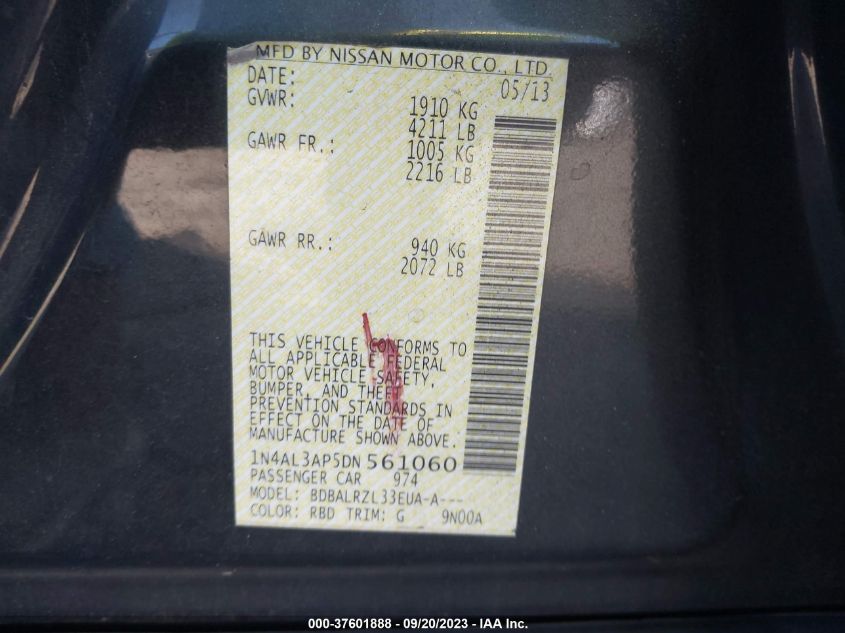 MFD BY NISSAN MOTOR CO., LTD.
DATE: 05/13
GVWR: 1910 KG
4211 LB
GAWR FR.: 1005 KG
2216 LB
GAWR RR.: 940 KG
2072 LB
THIS VEHICLE CONFORMS TO
ALL APPLICABLE FEDERAL
MOTOR VEHICLE SAFETY,
BUMPER, AND THEFT
PREVENTION STANDARDS IN
EFFECT ON THE DATE OF
MANUFACTURE SHOWN ABOVE.
1N4AL3AP5DN 561060
PASSENGER CAR 974
MODEL: BDBALRZL33EUA-A---
COLOR: RBD TRIM: G 9N00A
000-37601888 - 09/20/2023 - IAA Inc.